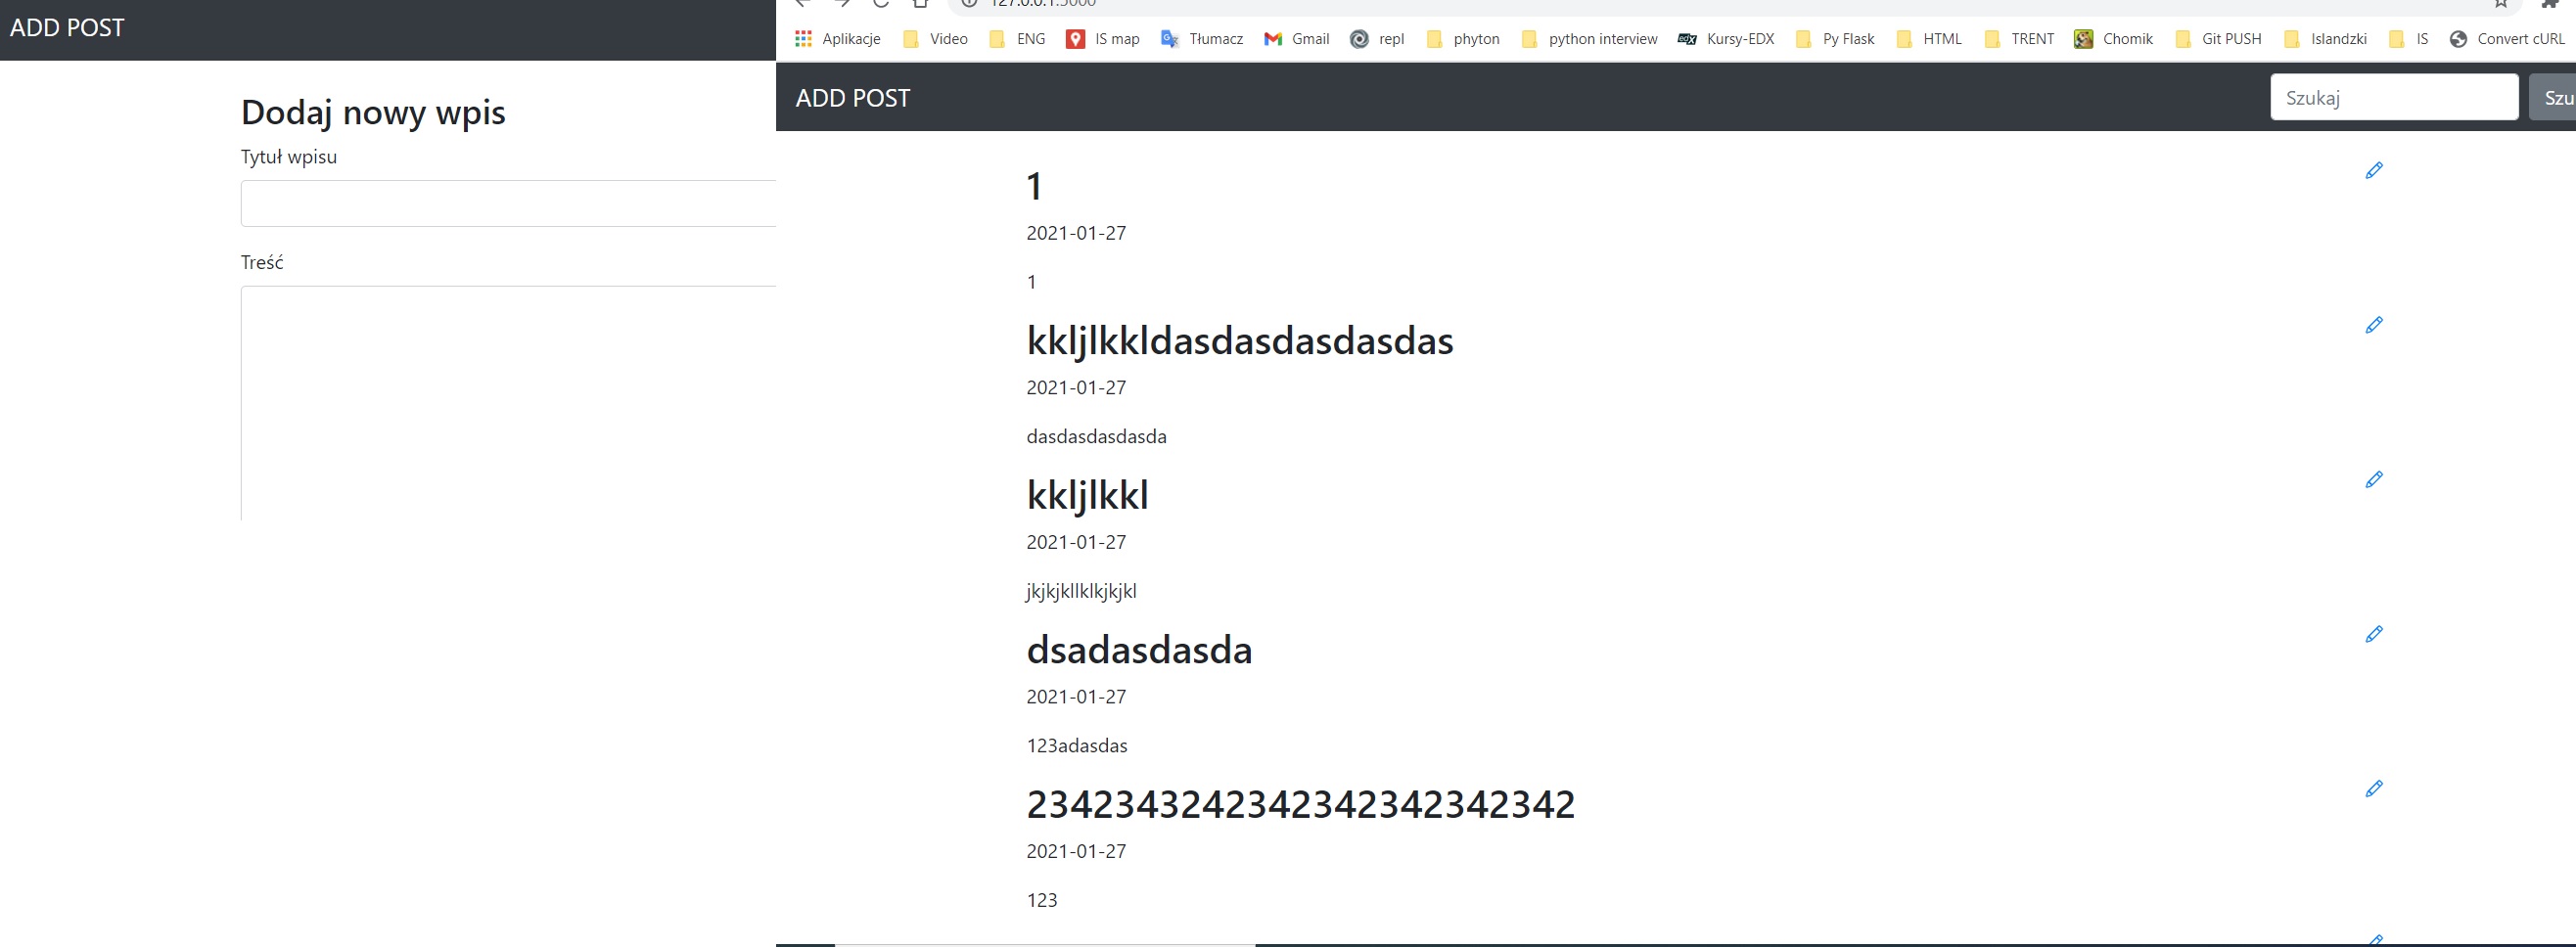 ADD POST
Dodaj nowy wpis
Tytuł wpisu
Treść
127.0.0.1:5000
Aplikacje Video ENG IS map Tłumacz Gmail repl phyton python interview Kursy-EDX Py Flask HTML TRENT Chomik Git PUSH Islandzki IS Convert cURL
ADD POST Szukaj Szu
1
2021-01-27
1
kkljlkkldasdasdasdasdas
2021-01-27
dasdasdasdasda
kkljlkkl
2021-01-27
jkjkjkllklkjkjkl
dsadasdasda
2021-01-27
123adasdas
2342343242342342342342342
2021-01-27
123